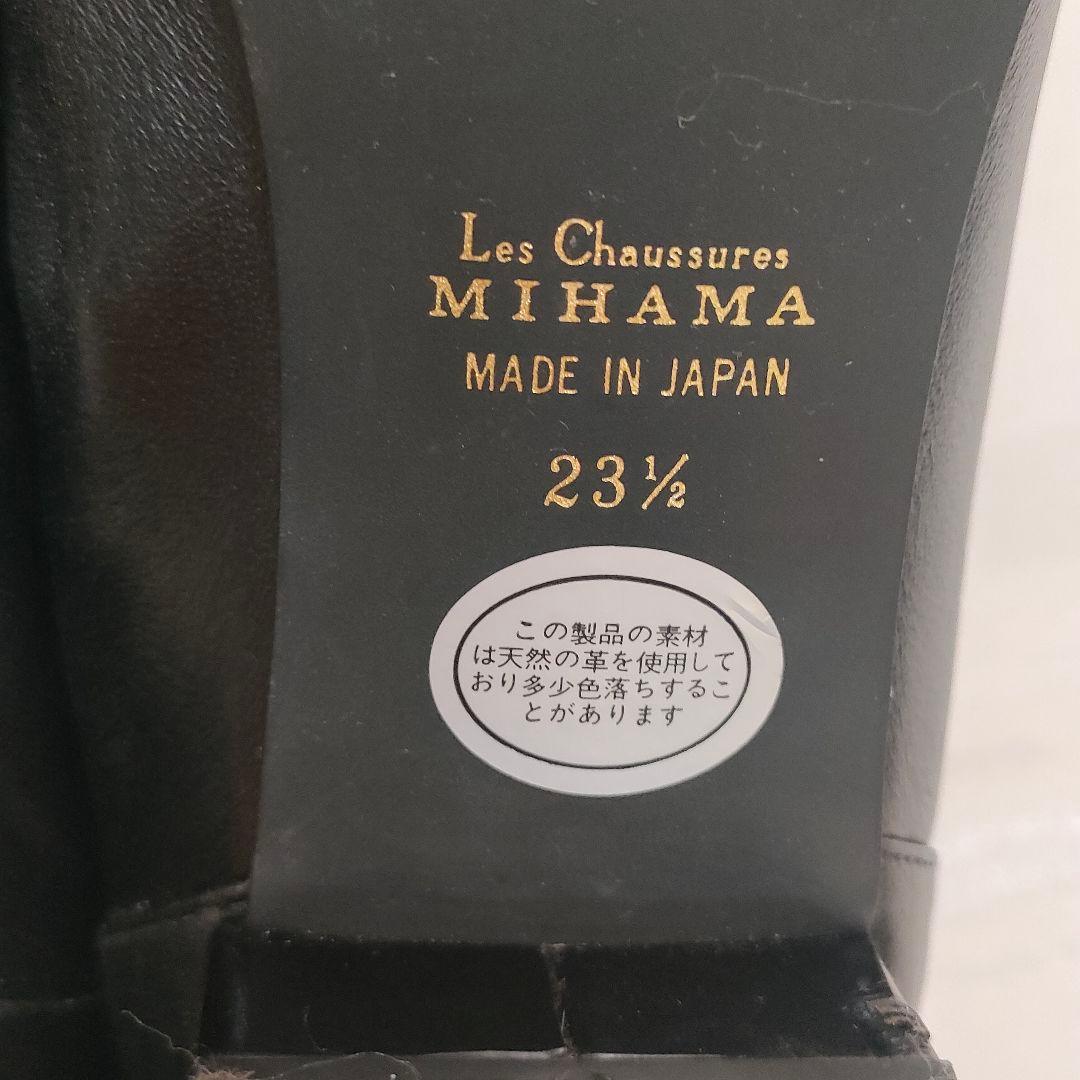 Les Chaussures
MIHAMA
MADE IN JAPAN
23½
この製品の素材
は天然の革を使用して
おり多少色落ちするこ
とがあります